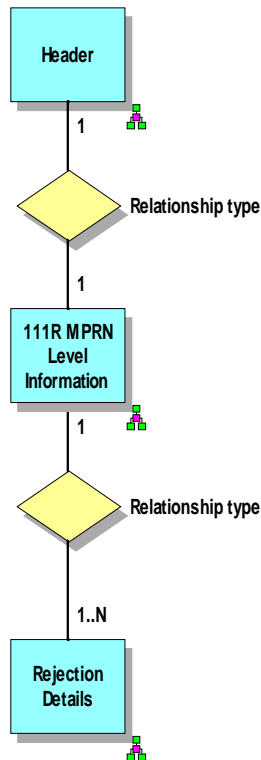 Header
1
Relationship type
1
111R MPRN
Level
Information
1
Relationship type
1..N
Rejection
Details